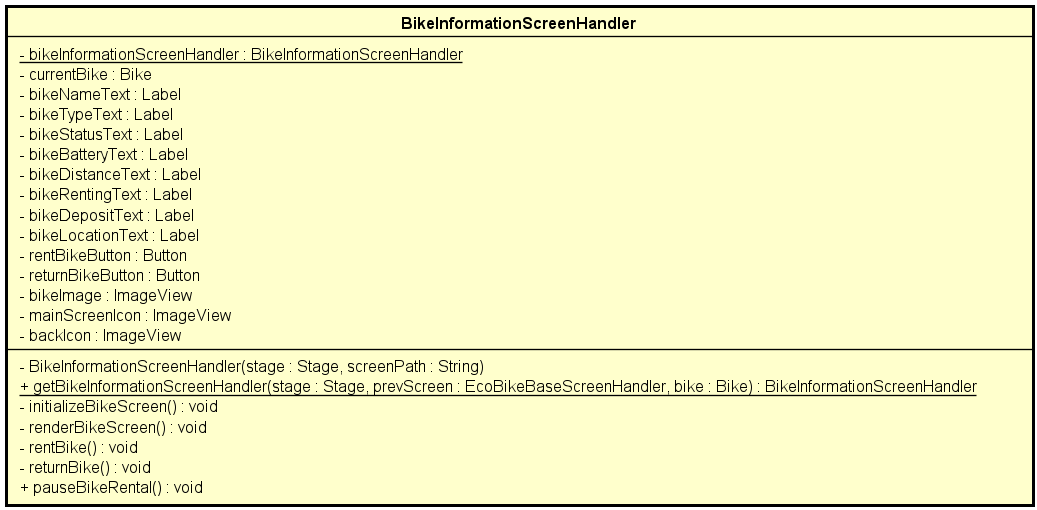 BikeInformationScreenHandler
- bikeInformationScreenHandler : BikeInformationScreenHandler
- currentBike : Bike
- bikeNameText : Label
- bikeTypeText : Label
- bikeStatusText : Label
- bikeBatteryText : Label
- bikeDistanceText : Label
- bikeRentingText : Label
- bikeDepositText : Label
- bikeLocationText : Label
- rentBikeButton : Button
- returnBikeButton : Button
- bikeImage : ImageView
- mainScreenIcon : ImageView
- backIcon : ImageView
- BikeInformationScreenHandler(stage : Stage, screenPath : String)
+ getBikeInformationScreenHandler(stage : Stage, prevScreen : EcoBikeBaseScreenHandler, bike : Bike) : BikeInformationScreenHandler
- initializeBikeScreen() : void
- renderBikeScreen() : void
- rentBike() : void
- returnBike() : void
+ pauseBikeRental() : void